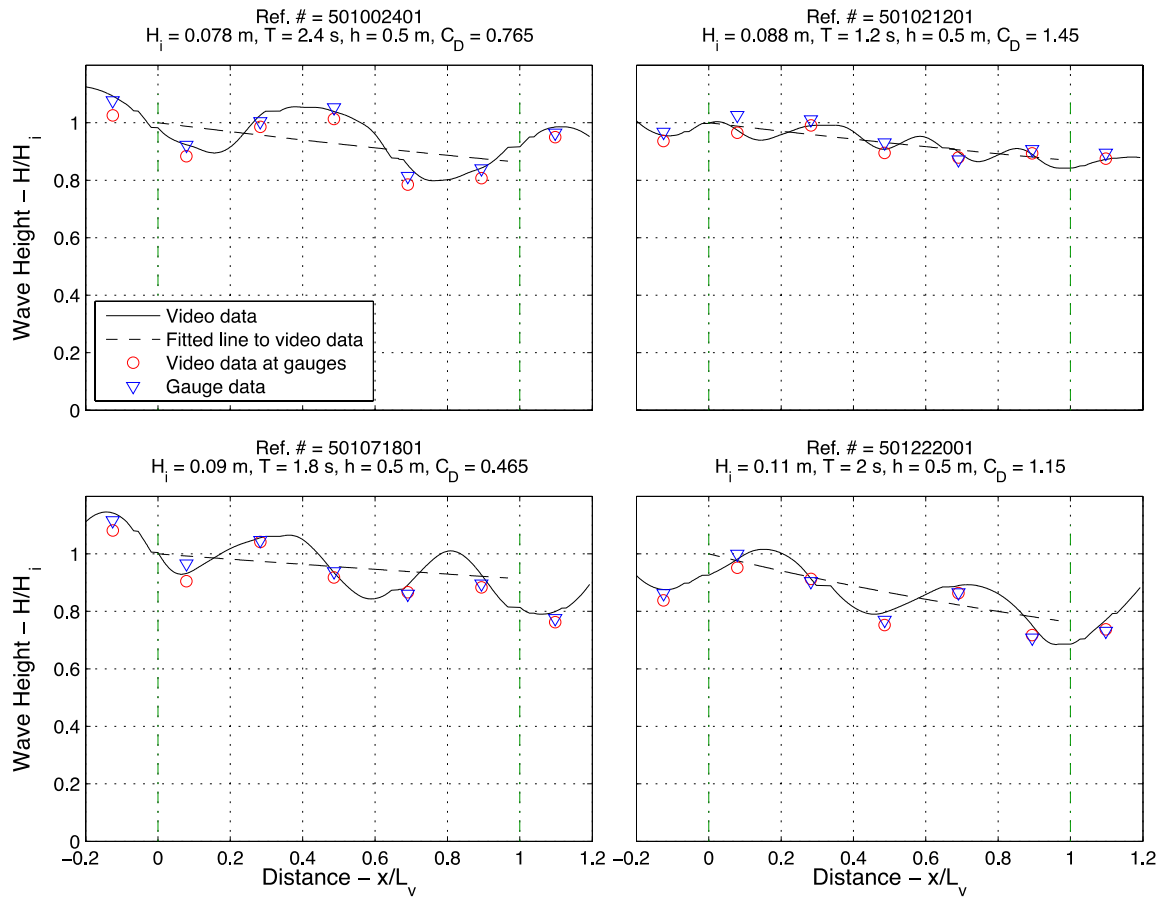 Ref. # = 501002401
H_i = 0.078 m, T = 2.4 s, h = 0.5 m, C_D = 0.765
1
0.8
0.6
0.4
0.2
0
Wave Height – H/H_i
Video data
Fitted line to video data
Video data at gauges
Gauge data
Ref. # = 501021201
H_i = 0.088 m, T = 1.2 s, h = 0.5 m, C_D = 1.45
Ref. # = 501071801
H_i = 0.09 m, T = 1.8 s, h = 0.5 m, C_D = 0.465
1
0.8
0.6
0.4
0.2
0
Wave Height – H/H_i
−0.2 0 0.2 0.4 0.6 0.8 1 1.2
Distance – x/L_v
Ref. # = 501222001
H_i = 0.11 m, T = 2 s, h = 0.5 m, C_D = 1.15
−0.2 0 0.2 0.4 0.6 0.8 1 1.2
Distance – x/L_v